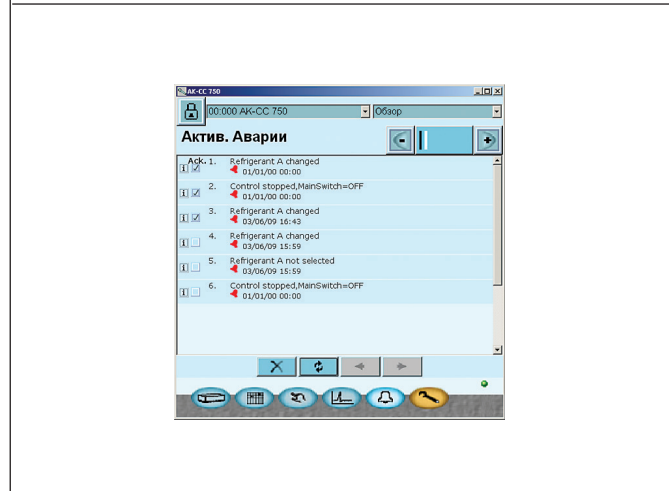 AK-CC 750
00:000 AK-CC 750
Обзор
Актив. Аварии
Ack. 1. Refrigerant A changed
01/01/00 00:00
2. Control stopped,MainSwitch=OFF
01/01/00 00:00
3. Refrigerant A changed
03/06/09 16:43
4. Refrigerant A changed
03/06/09 15:59
5. Refrigerant A not selected
03/06/09 15:59
6. Control stopped,MainSwitch=OFF
01/01/00 00:00